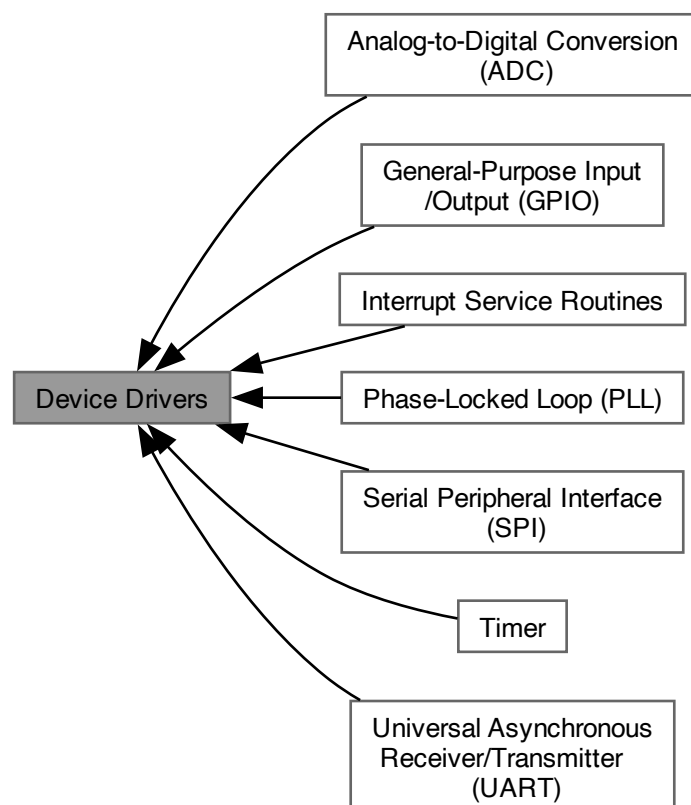 Analog-to-Digital Conversion
(ADC)
General-Purpose Input
/Output (GPIO)
Interrupt Service Routines
Device Drivers
Phase-Locked Loop (PLL)
Serial Peripheral Interface
(SPI)
Timer
Universal Asynchronous
Receiver/Transmitter
(UART)